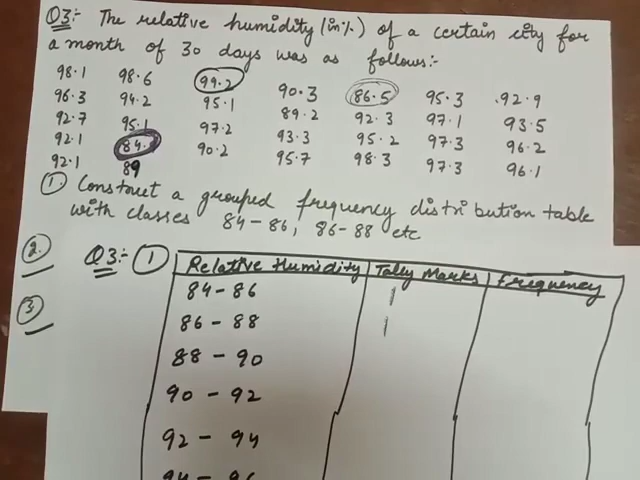 Q3:- The relative humidity (in %) of a certain city for
a month of 30 days was as follows:-
98.1 98.6 99.2 90.3 86.5 95.3 92.9
96.3 94.2 95.1 89.2 92.3 97.1 93.5
92.7 95.1 97.2 93.3 95.2 97.3 96.2
92.1 84. 90.2 95.7 98.3 97.3 96.1
92.1 89
① Construct a grouped frequency distribution table
with classes 84-86, 86-88 etc
2.
3
Q3:- ① Relative Humidity Tally Marks Frequency
84-86 |
86-88 |
88-90
90-92
92-94
94-96